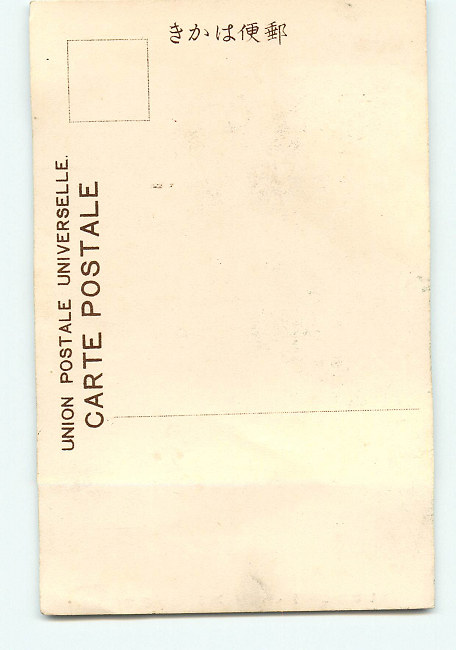 郵便はかき
UNION POSTALE UNIVERSELLE.
CARTE POSTALE